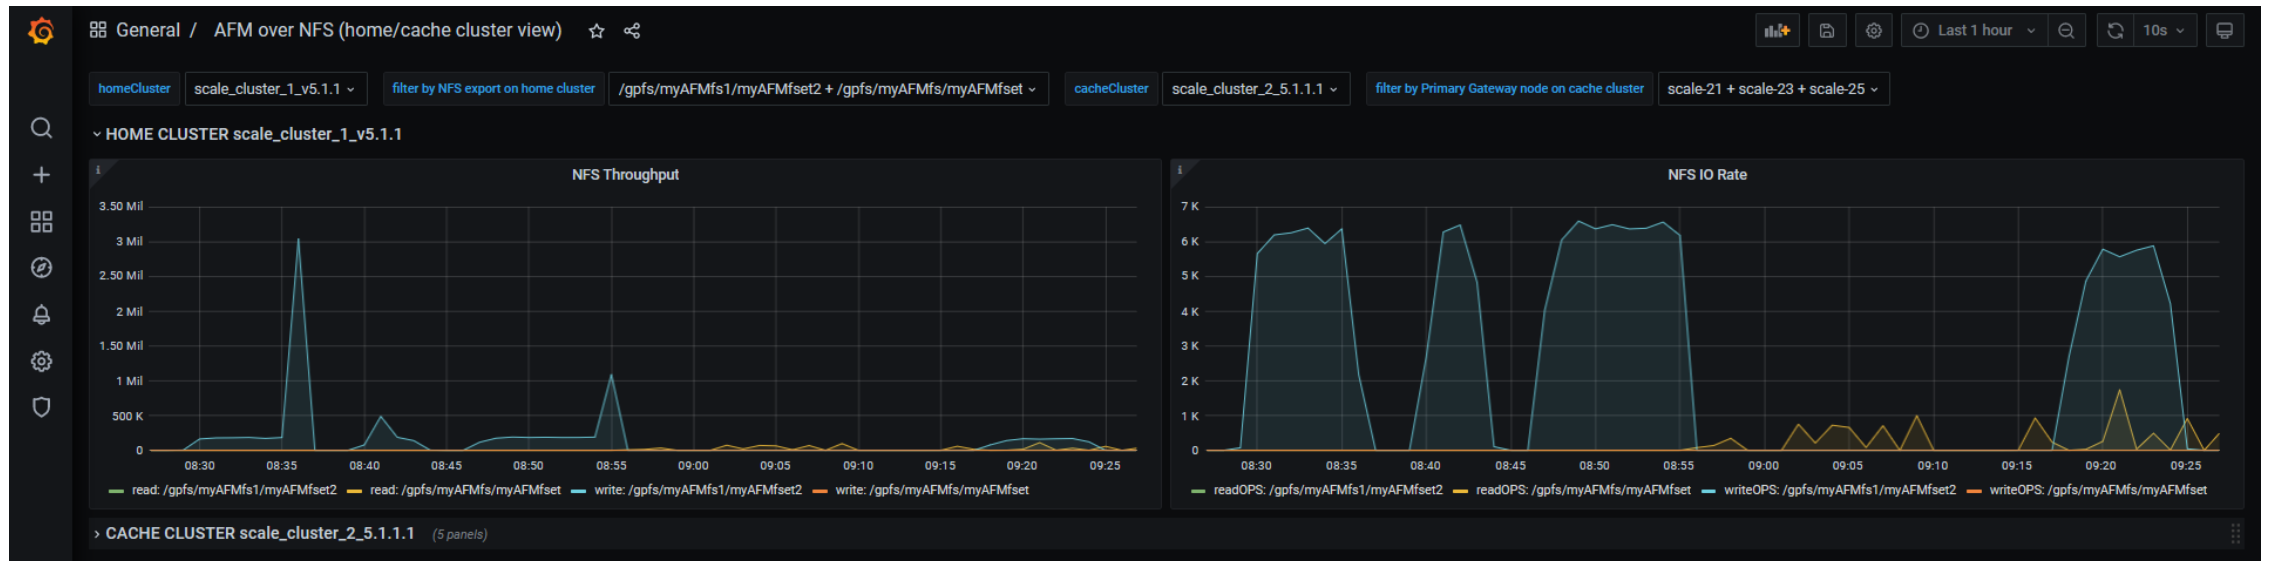 General / AFM over NFS (home/cache cluster view) Last 1 hour 10s
homeCluster scale_cluster_1_v5.1.1 filter by NFS export on home cluster /gpfs/myAFMfs1/myAFMfset2 + /gpfs/myAFMfs/myAFMfset cacheCluster scale_cluster_2_5.1.1.1 filter by Primary Gateway node on cache cluster scale-21 + scale-23 + scale-25
HOME CLUSTER scale_cluster_1_v5.1.1
i NFS Throughput
3.50 Mil
3 Mil
2.50 Mil
2 Mil
1.50 Mil
1 Mil
500 K
0
08:30 08:35 08:40 08:45 08:50 08:55 09:00 09:05 09:10 09:15 09:20 09:25
read: /gpfs/myAFMfs1/myAFMfset2 read: /gpfs/myAFMfs/myAFMfset write: /gpfs/myAFMfs1/myAFMfset2 write: /gpfs/myAFMfs/myAFMfset
i NFS IO Rate
7 K
6 K
5 K
4 K
3 K
2 K
1 K
0
08:30 08:35 08:40 08:45 08:50 08:55 09:00 09:05 09:10 09:15 09:20 09:25
readOPS: /gpfs/myAFMfs1/myAFMfset2 readOPS: /gpfs/myAFMfs/myAFMfset writeOPS: /gpfs/myAFMfs1/myAFMfset2 writeOPS: /gpfs/myAFMfs/myAFMfset
CACHE CLUSTER scale_cluster_2_5.1.1.1 (5 panels)